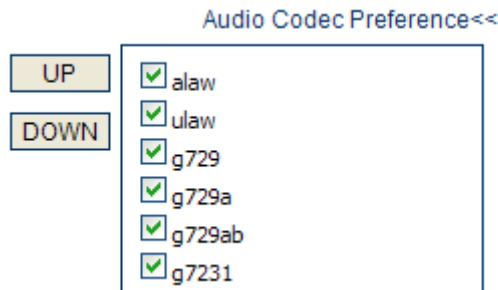 Audio Codec Preference<<
UP
DOWN
alaw
ulaw
g729
g729a
g729ab
g7231